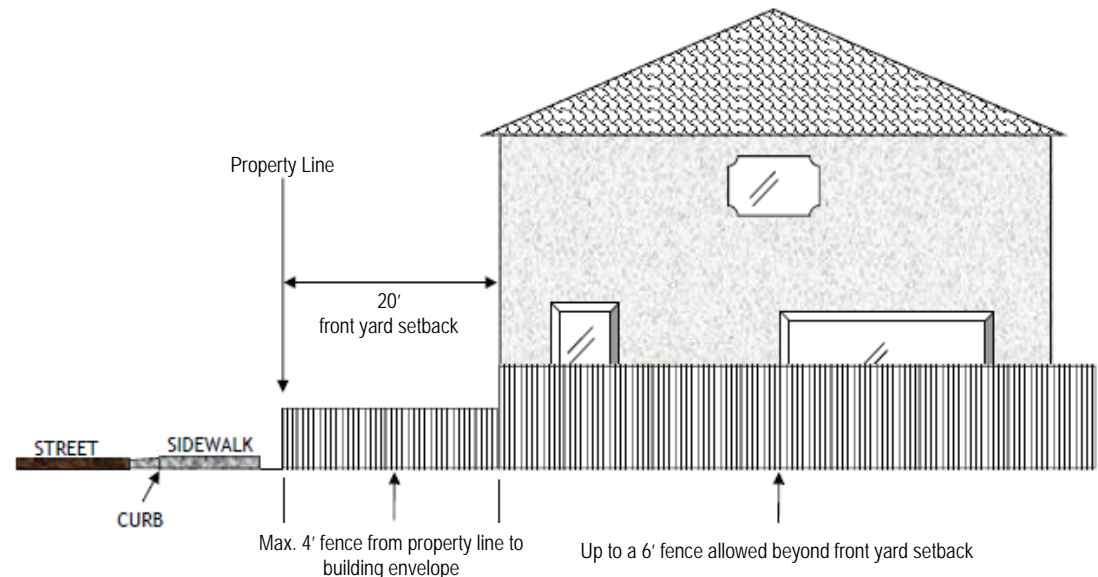 Property Line
20′
front yard setback
STREET
SIDEWALK
CURB
Max. 4′ fence from property line to
building envelope
Up to a 6′ fence allowed beyond front yard setback